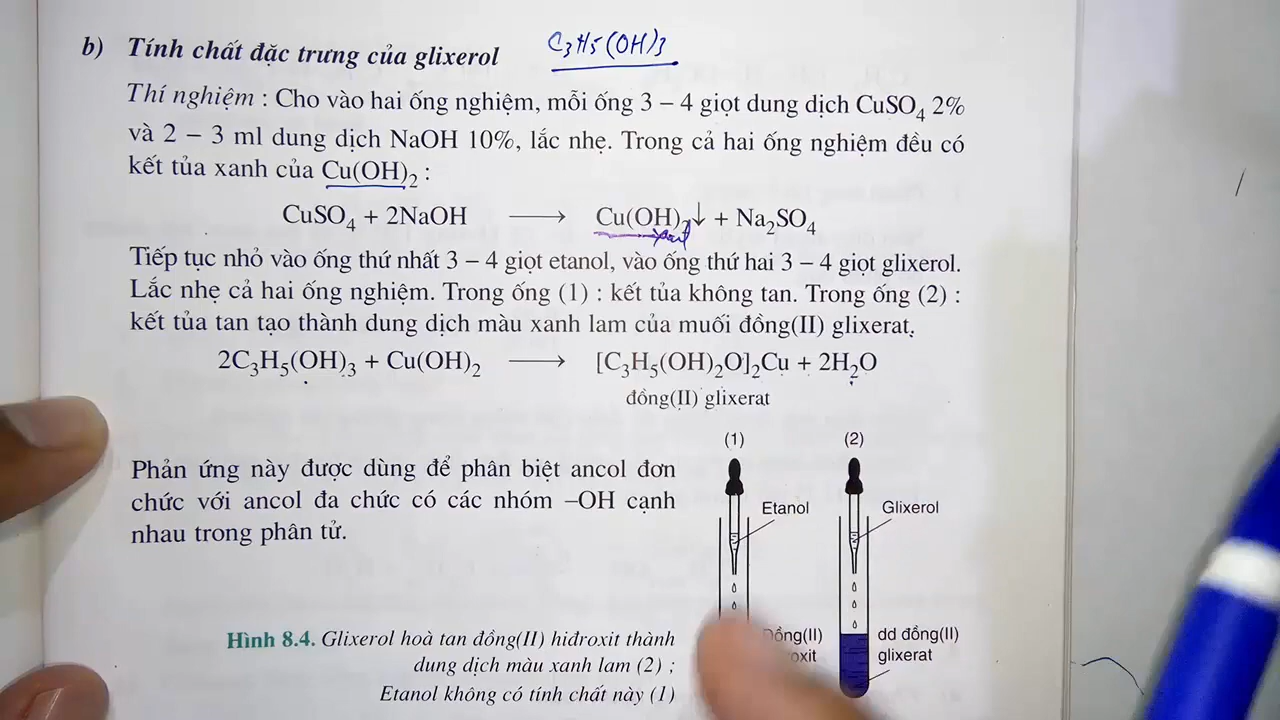 b) Tính chất đặc trưng của glixerol C3H5(OH)3
Thí nghiệm : Cho vào hai ống nghiệm, mỗi ống 3 – 4 giọt dung dịch CuSO4 2%
và 2 – 3 ml dung dịch NaOH 10%, lắc nhẹ. Trong cả hai ống nghiệm đều có
kết tủa xanh của Cu(OH)2 :
CuSO4 + 2NaOH ⟶ Cu(OH)2↓ + Na2SO4
Tiếp tục nhỏ vào ống thứ nhất 3 – 4 giọt etanol, vào ống thứ hai 3 – 4 giọt glixerol.
Lắc nhẹ cả hai ống nghiệm. Trong ống (1) : kết tủa không tan. Trong ống (2) :
kết tủa tan tạo thành dung dịch màu xanh lam của muối đồng(II) glixerat.
2C3H5(OH)3 + Cu(OH)2 ⟶ [C3H5(OH)2O]2Cu + 2H2O
đồng(II) glixerat
Phản ứng này được dùng để phân biệt ancol đơn
chức với ancol đa chức có các nhóm –OH cạnh
nhau trong phân tử.
(1) (2)
Etanol Glixerol
Đồng(II) dd đồng(II)
glixerat
Hình 8.4. Glixerol hoà tan đồng(II) hiđroxit thành
dung dịch màu xanh lam (2) ;
Etanol không có tính chất này (1)